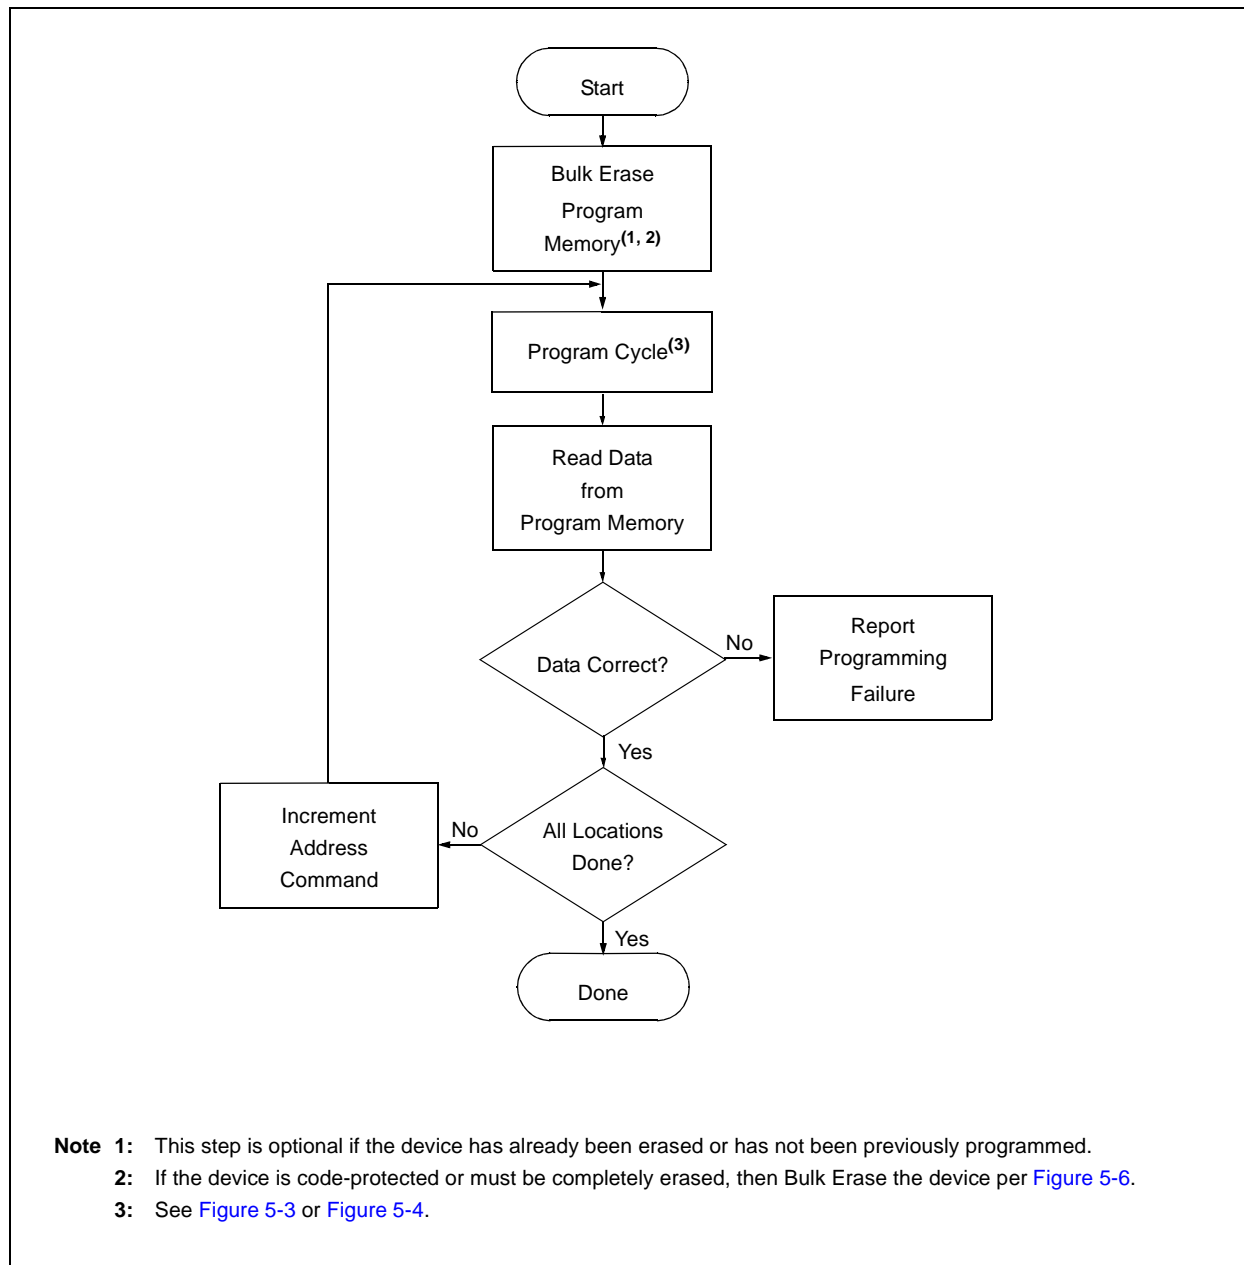 Start
Bulk Erase
Program
Memory(1, 2)
Program Cycle(3)
Read Data
from
Program Memory
Data Correct?
No
Report
Programming
Failure
Yes
All Locations
Done?
No
Increment
Address
Command
Yes
Done
Note 1: This step is optional if the device has already been erased or has not been previously programmed.
2: If the device is code-protected or must be completely erased, then Bulk Erase the device per Figure 5-6.
3: See Figure 5-3 or Figure 5-4.